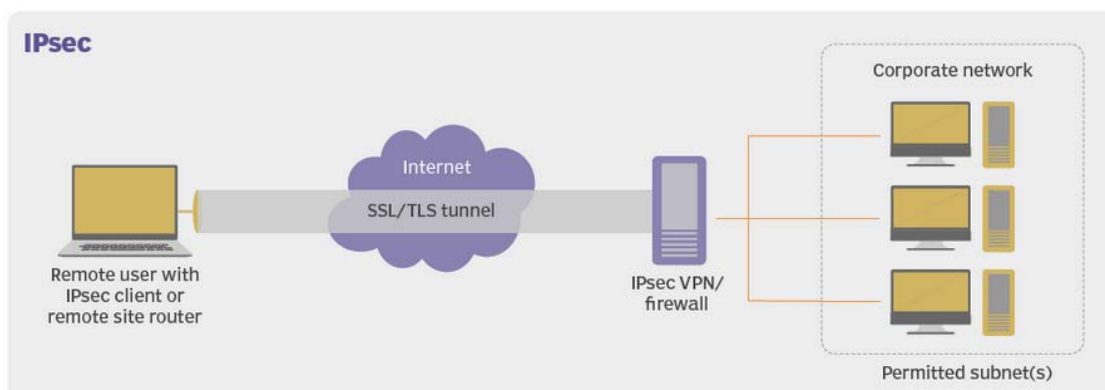 IPsec
Corporate network
Internet
SSL/TLS tunnel
Remote user with
IPsec client or
remote site router
IPsec VPN/
firewall
Permitted subnet(s)